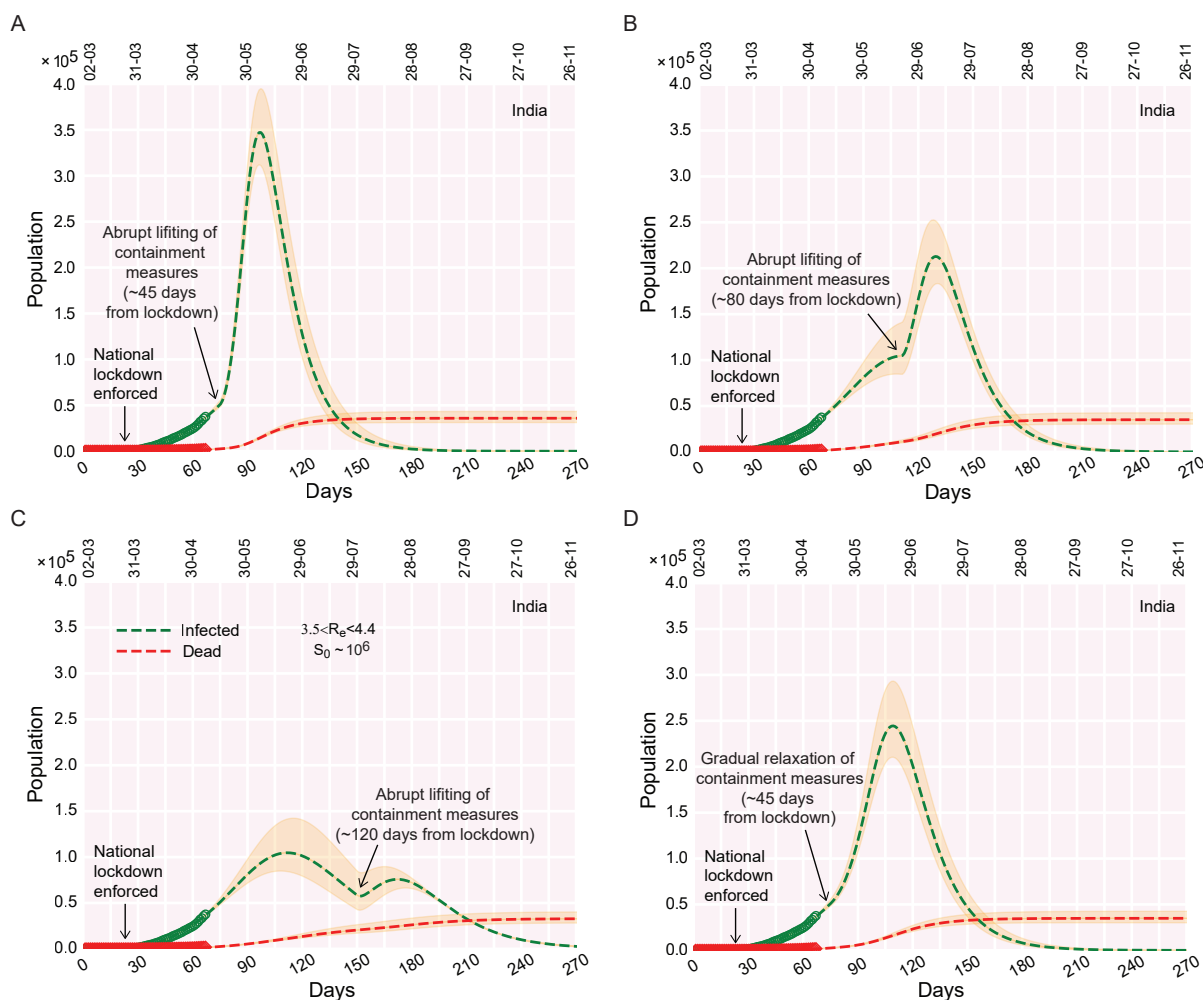 A
× 10⁵
02-03 31-03 30-04 30-05 29-06 29-07 28-08 27-09 27-10 26-11
4.0
India
3.5
3.0
2.5
Abrupt lifiting of
containment
measures
(~45 days
from lockdown)
2.0
1.5
1.0
National
lockdown
enforced
0.5
0.0
Population
0 30 60 90 120 150 180 210 240 270
Days
B
× 10⁵
02-03 31-03 30-04 30-05 29-06 29-07 28-08 27-09 27-10 26-11
4.0
India
3.5
3.0
2.5
2.0
Abrupt lifiting of
containment measures
(~80 days from lockdown)
1.5
1.0
National
lockdown
enforced
0.5
0.0
Population
0 30 60 90 120 150 180 210 240 270
Days
C
× 10⁵
02-03 31-03 30-04 30-05 29-06 29-07 28-08 27-09 27-10 26-11
4.0
India
3.5
Infected 3.5<Rₑ<4.4
Dead S₀ ~ 10⁶
3.0
2.5
2.0
1.5
Abrupt lifiting of
containment measures
(~120 days from lockdown)
1.0
National
lockdown
enforced
0.5
0.0
Population
0 30 60 90 120 150 180 210 240 270
Days
D
× 10⁵
02-03 31-03 30-04 30-05 29-06 29-07 28-08 27-09 27-10 26-11
4.0
India
3.5
3.0
2.5
2.0
Gradual relaxation of
containment measures
(~45 days
from lockdown)
1.5
1.0
National
lockdown
enforced
0.5
0.0
Population
0 30 60 90 120 150 180 210 240 270
Days